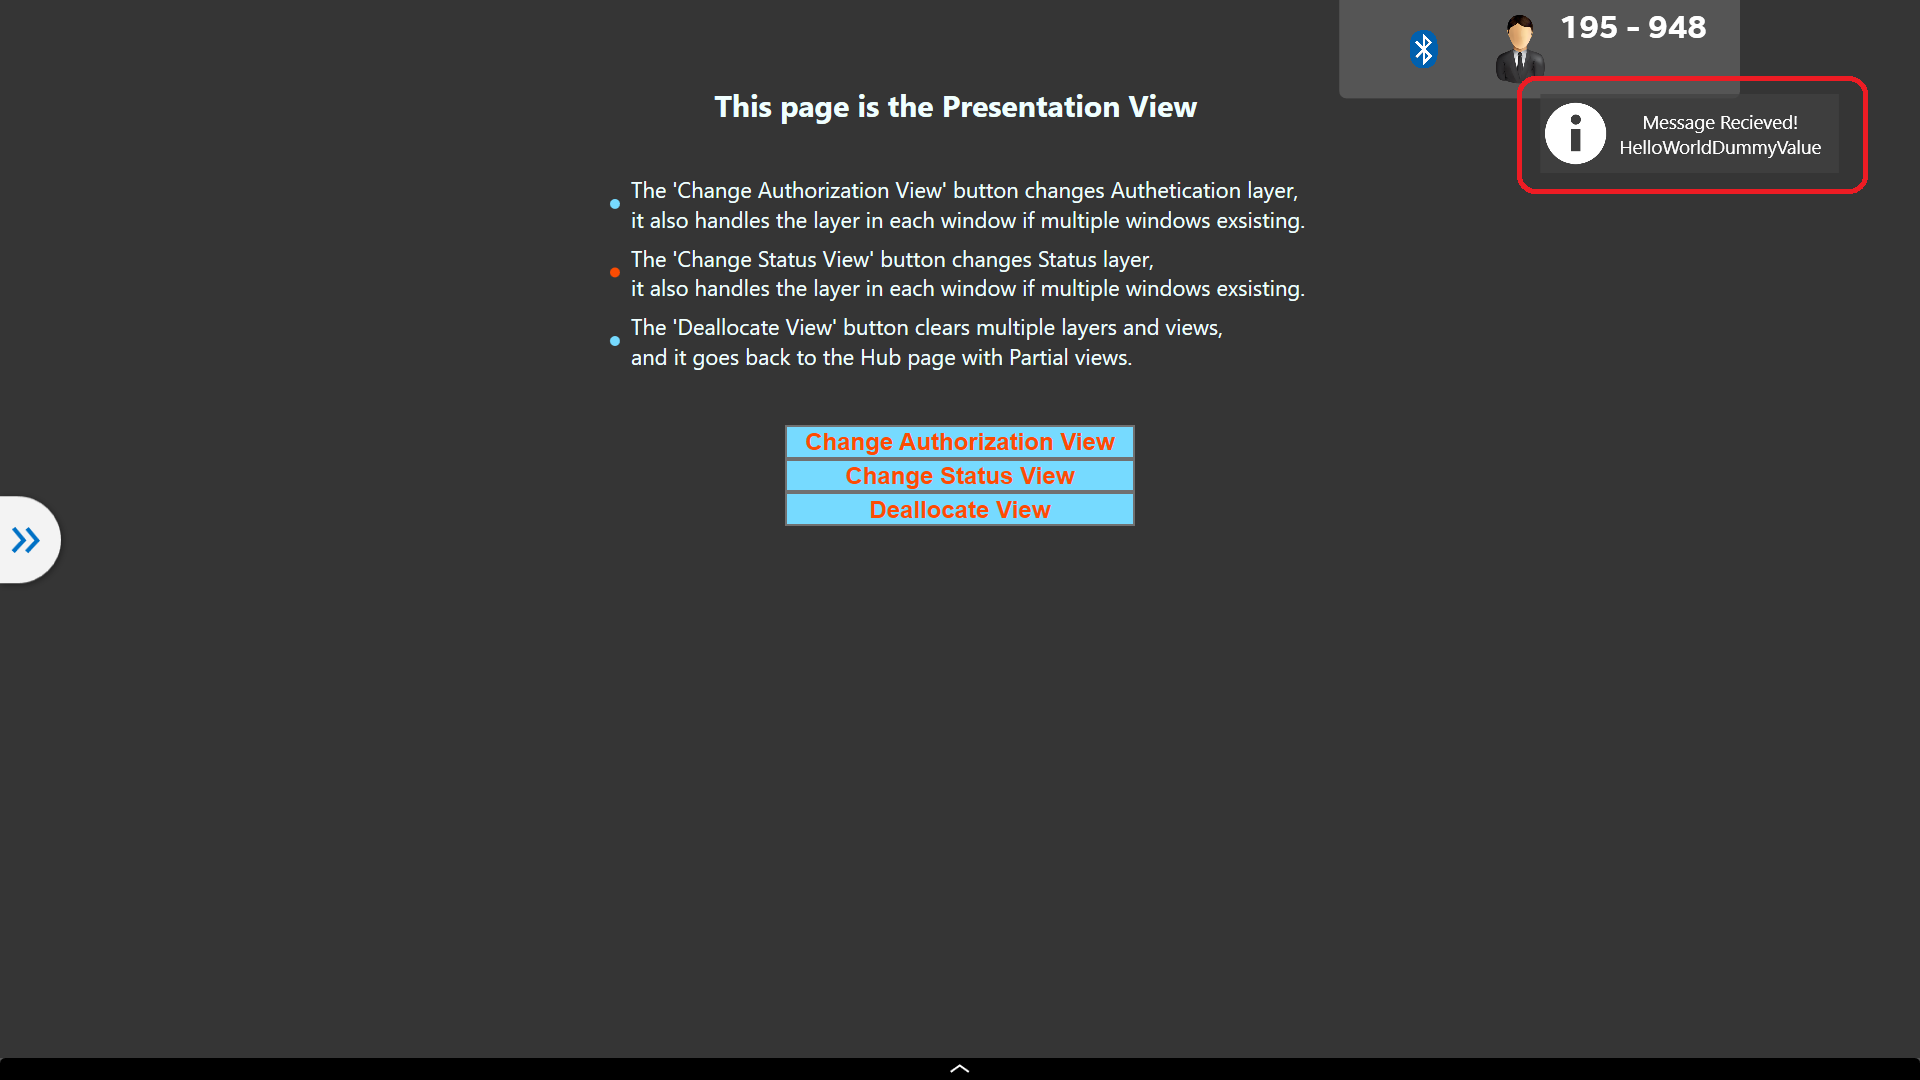 195 - 948
This page is the Presentation View
Message Recieved!
HelloWorldDummyValue
The 'Change Authorization View' button changes Authetication layer,
it also handles the layer in each window if multiple windows exsisting.
The 'Change Status View' button changes Status layer,
it also handles the layer in each window if multiple windows exsisting.
The 'Deallocate View' button clears multiple layers and views,
and it goes back to the Hub page with Partial views.
Change Authorization View
Change Status View
Deallocate View